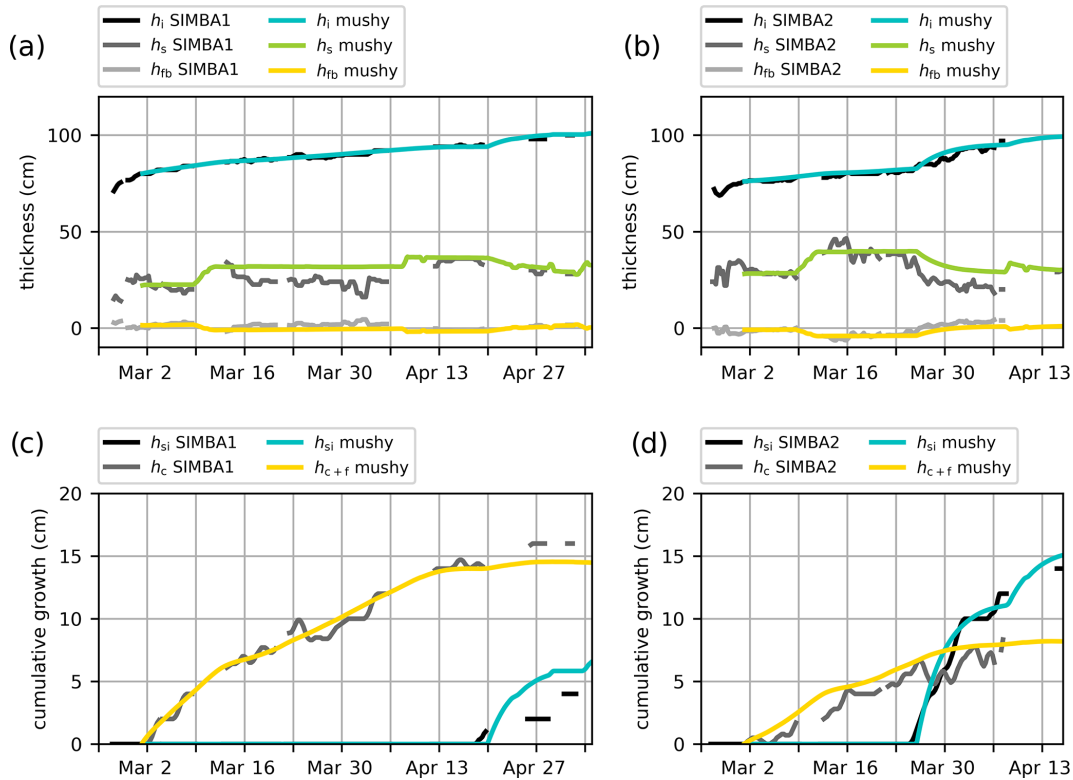 (a)
h_i SIMBA1 h_i mushy
h_s SIMBA1 h_s mushy
h_fb SIMBA1 h_fb mushy
thickness (cm)
100
50
0
Mar 2 Mar 16 Mar 30 Apr 13 Apr 27
(b)
h_i SIMBA2 h_i mushy
h_s SIMBA2 h_s mushy
h_fb SIMBA2 h_fb mushy
thickness (cm)
100
50
0
Mar 2 Mar 16 Mar 30 Apr 13
(c)
h_si SIMBA1 h_si mushy
h_c SIMBA1 h_c+f mushy
cumulative growth (cm)
20
15
10
5
0
Mar 2 Mar 16 Mar 30 Apr 13 Apr 27
(d)
h_si SIMBA2 h_si mushy
h_c SIMBA2 h_c+f mushy
cumulative growth (cm)
20
15
10
5
0
Mar 2 Mar 16 Mar 30 Apr 13